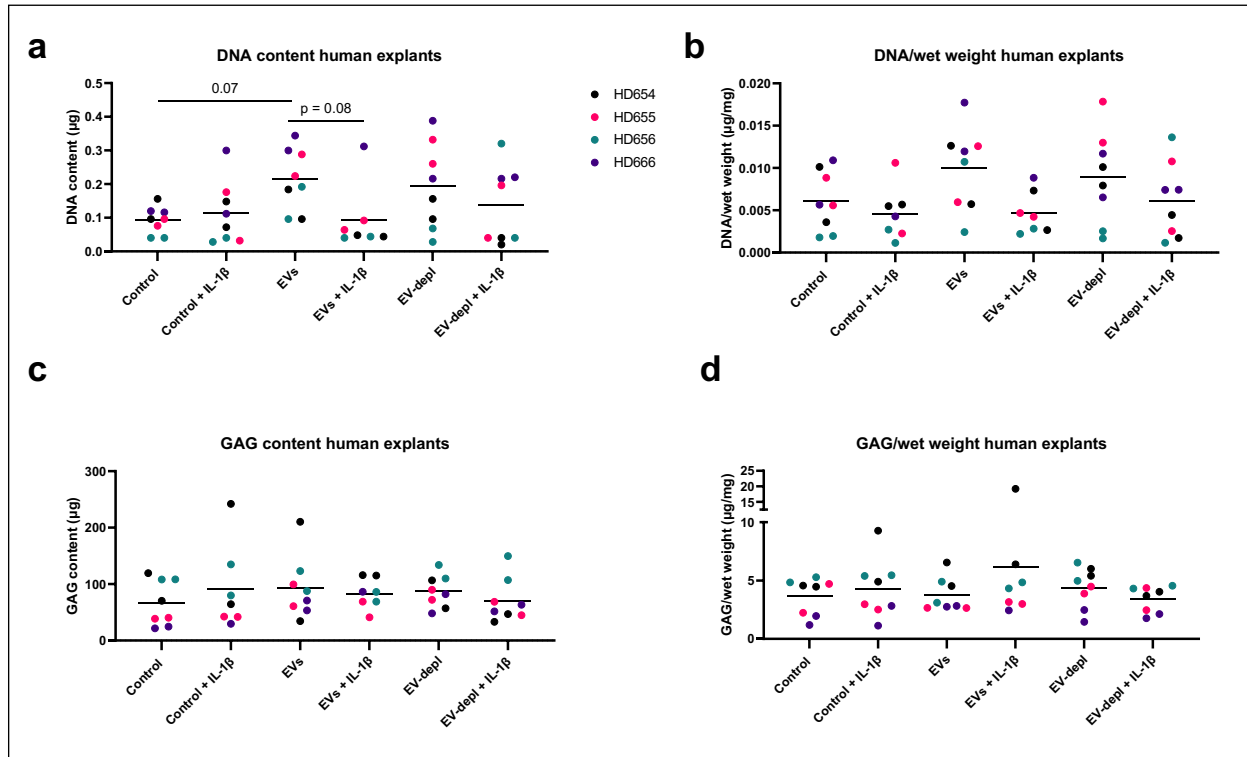 a
DNA content human explants
DNA content (µg)
0.5
0.4
0.3
0.2
0.1
0.0
0.07
p = 0.08
Control
Control + IL-1β
EVs
EVs + IL-1β
EV-depl
EV-depl + IL-1β
HD654
HD655
HD656
HD666
b
DNA/wet weight human explants
DNA/wet weight (µg/mg)
0.020
0.015
0.010
0.005
0.000
Control
Control + IL-1β
EVs
EVs + IL-1β
EV-depl
EV-depl + IL-1β
c
GAG content human explants
GAG content (µg)
300
200
100
0
Control
Control + IL-1β
EVs
EVs + IL-1β
EV-depl
EV-depl + IL-1β
d
GAG/wet weight human explants
GAG/wet weight (µg/mg)
25
20
15
10
5
0
Control
Control + IL-1β
EVs
EVs + IL-1β
EV-depl
EV-depl + IL-1β